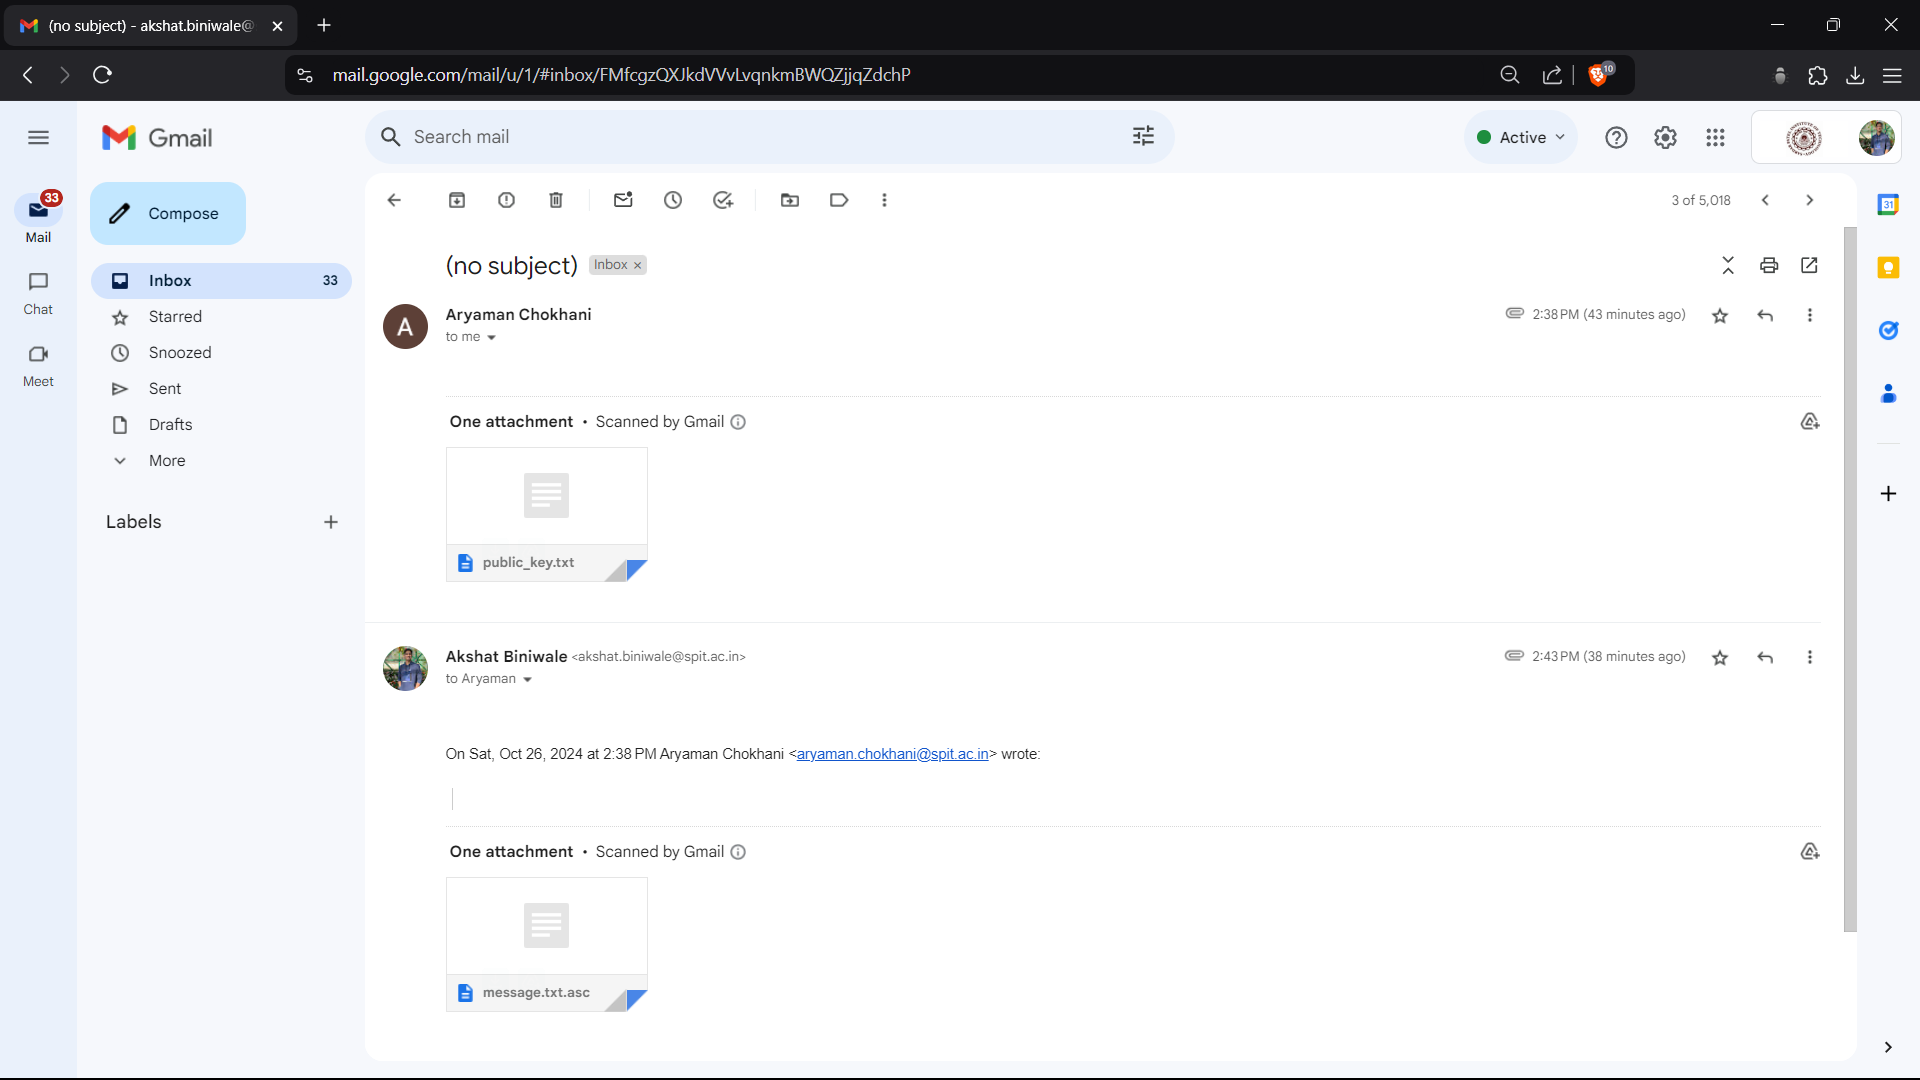 (no subject) - akshat.biniwale@
mail.google.com/mail/u/1/#inbox/FMfcgzQXJkdVVvLvqnkmBWQZjjqZdchP
10
Gmail
Search mail
Active
33
Mail
Compose
3 of 5,018
31
Chat
Meet
Inbox 33
Starred
Snoozed
Sent
Drafts
More
Labels
(no subject) Inbox ×
A
Aryaman Chokhani
2:38 PM (43 minutes ago)
to me
One attachment • Scanned by Gmail
public_key.txt
Akshat Biniwale <akshat.biniwale@spit.ac.in>
2:43 PM (38 minutes ago)
to Aryaman
On Sat, Oct 26, 2024 at 2:38 PM Aryaman Chokhani <aryaman.chokhani@spit.ac.in> wrote:
One attachment • Scanned by Gmail
message.txt.asc